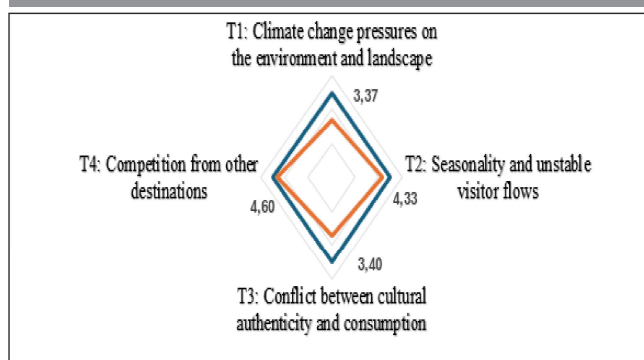 T1: Climate change pressures on
the environment and landscape
3,37
T4: Competition from other
destinations
T2: Seasonality and unstable
visitor flows
4,60
4,33
3,40
T3: Conflict between cultural
authenticity and consumption